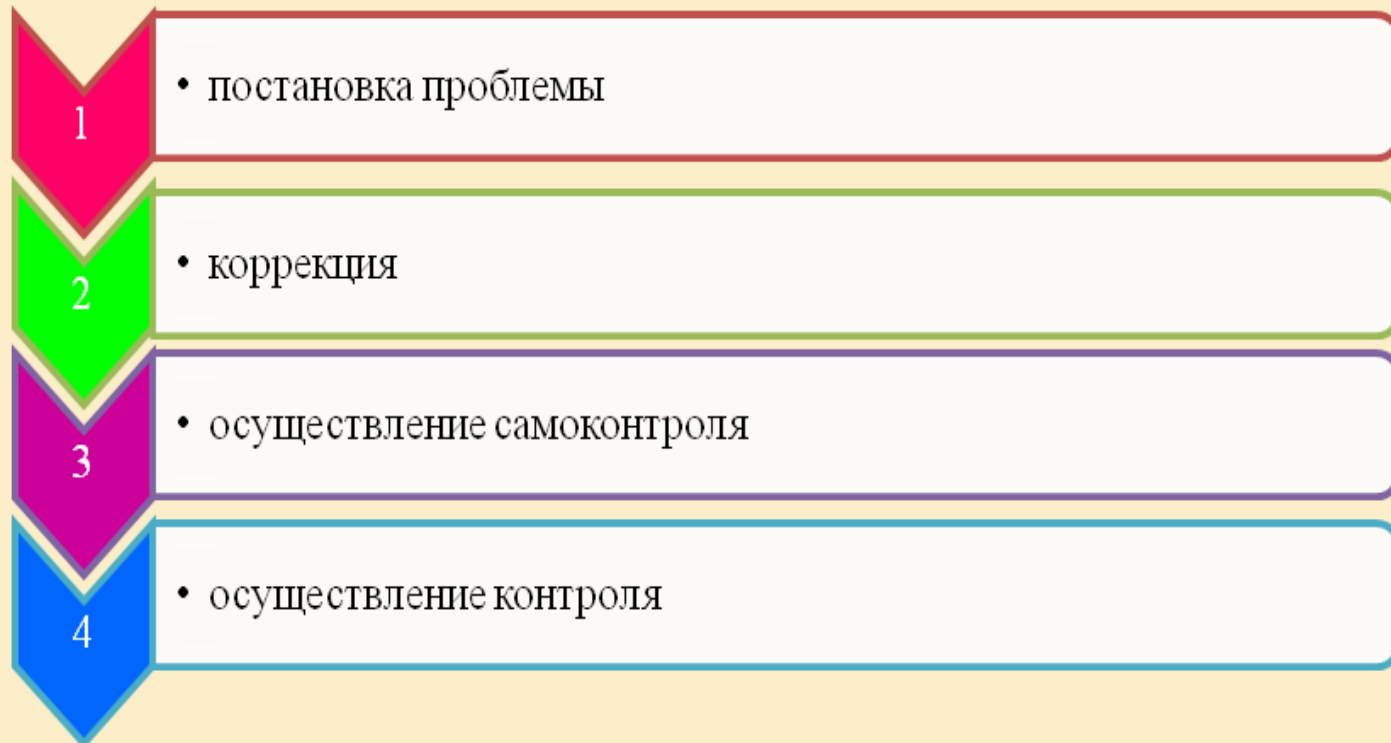 1
• постановка проблемы
2
• коррекция
3
• осуществление самоконтроля
4
• осуществление контроля